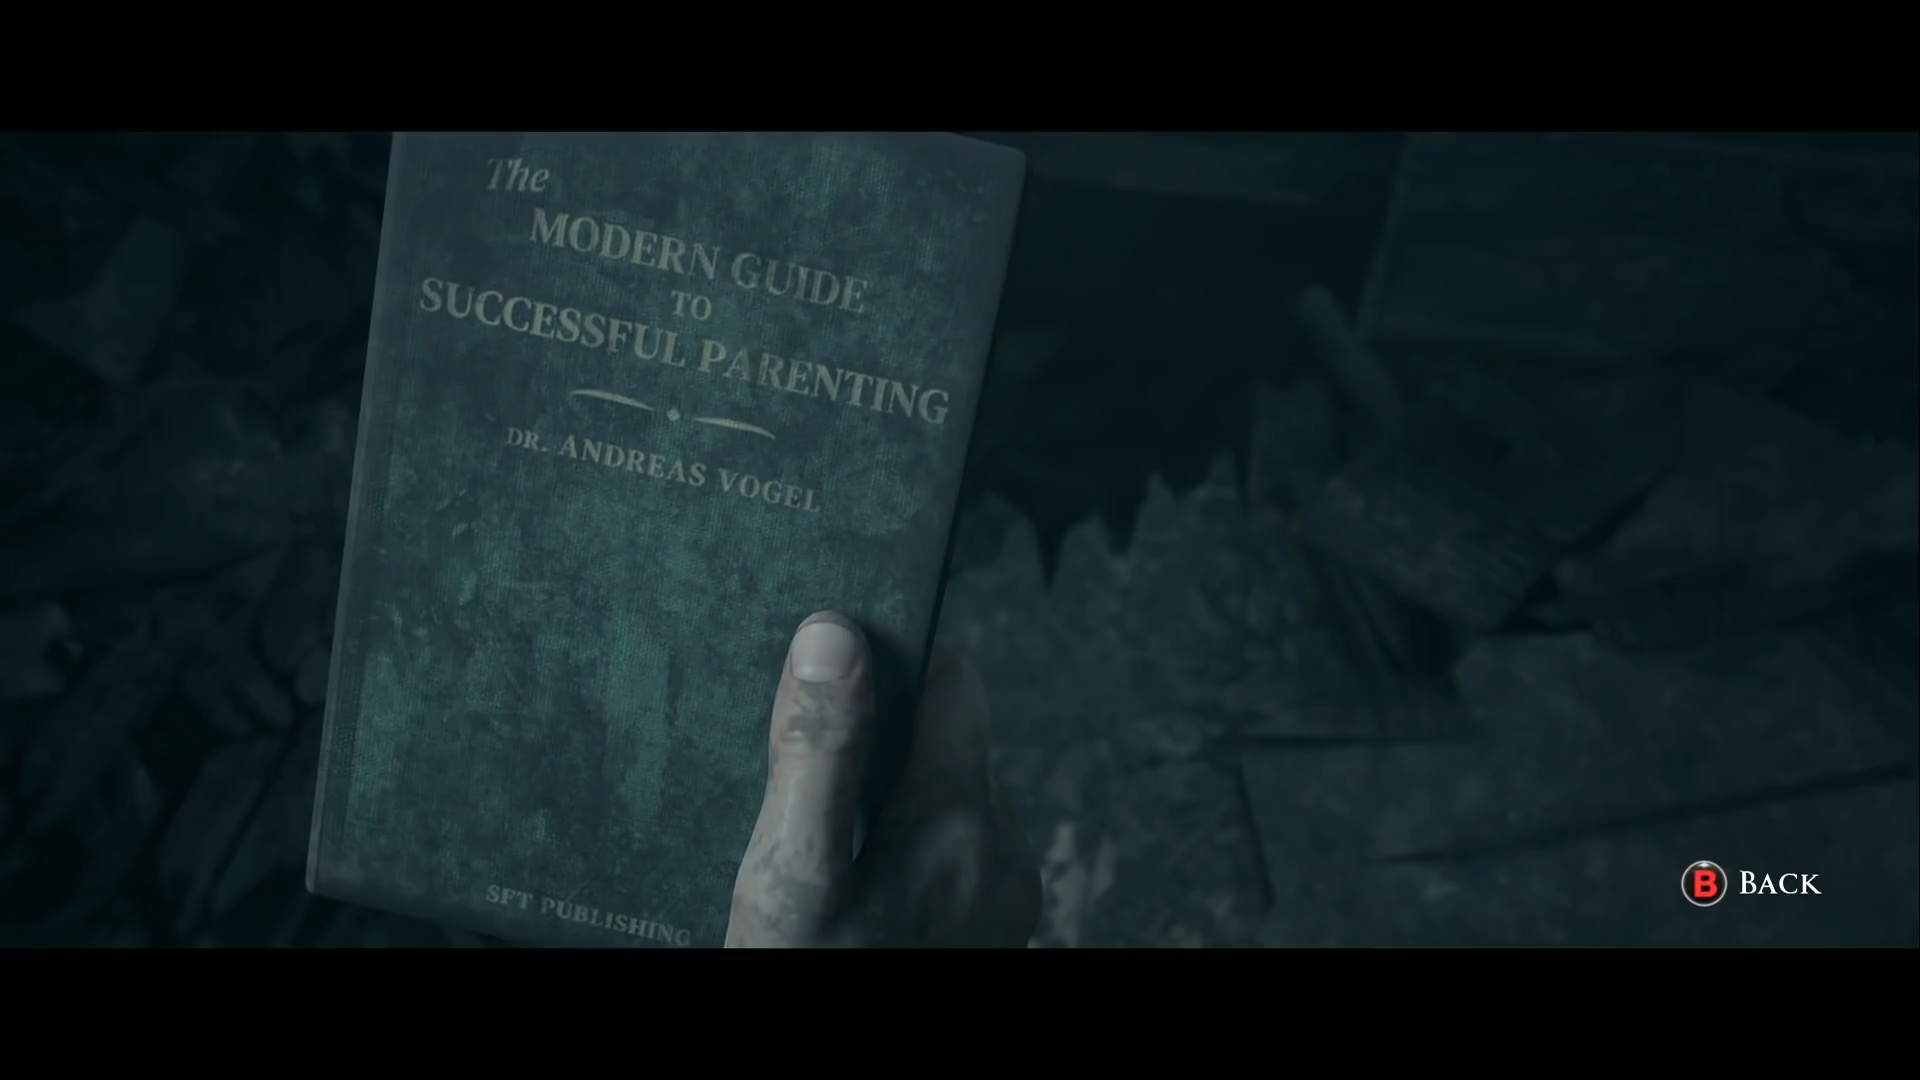 The
MODERN GUIDE
TO
SUCCESSFUL PARENTING
DR. ANDREAS VOGEL
SFT PUBLISHING
B BACK